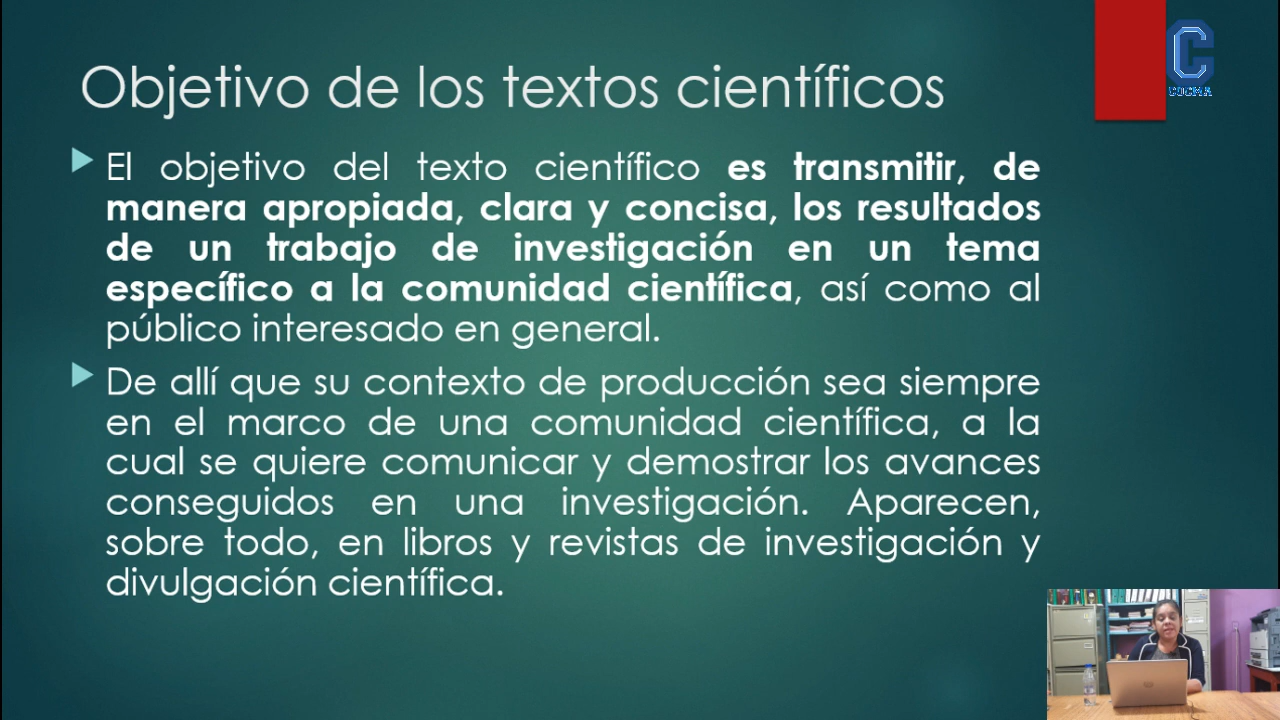 Objetivo de los textos científicos
El objetivo del texto científico es transmitir, de
manera apropiada, clara y concisa, los resultados
de un trabajo de investigación en un tema
específico a la comunidad científica, así como al
público interesado en general.
De allí que su contexto de producción sea siempre
en el marco de una comunidad científica, a la
cual se quiere comunicar y demostrar los avances
conseguidos en una investigación. Aparecen,
sobre todo, en libros y revistas de investigación y
divulgación científica.
C